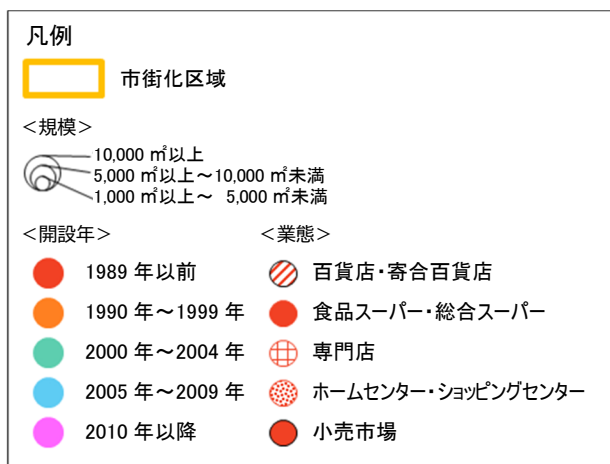 凡例
市街化区域
＜規模＞
10,000 ㎡以上
5,000 ㎡以上～10,000 ㎡未満
1,000 ㎡以上～ 5,000 ㎡未満
＜開設年＞ ＜業態＞
1989 年以前 百貨店・寄合百貨店
1990 年～1999 年 食品スーパー・総合スーパー
2000 年～2004 年 専門店
2005 年～2009 年 ホームセンター・ショッピングセンター
2010 年以降 小売市場